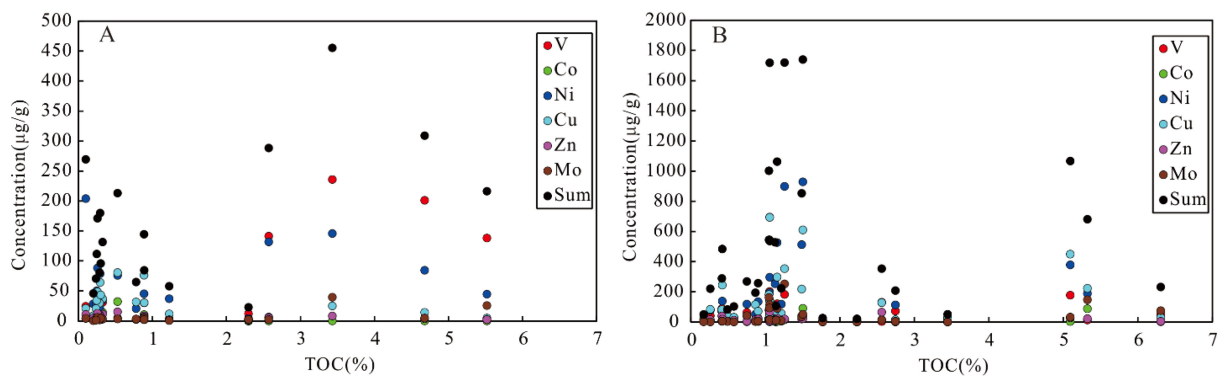 A
Concentration(μg/g)
500
450
400
350
300
250
200
150
100
50
0
0 1 2 3 4 5 6 7
TOC(%)
V
Co
Ni
Cu
Zn
Mo
Sum
B
Concentration(μg/g)
2000
1800
1600
1400
1200
1000
800
600
400
200
0
0 1 2 3 4 5 6 7
TOC(%)
V
Co
Ni
Cu
Zn
Mo
Sum